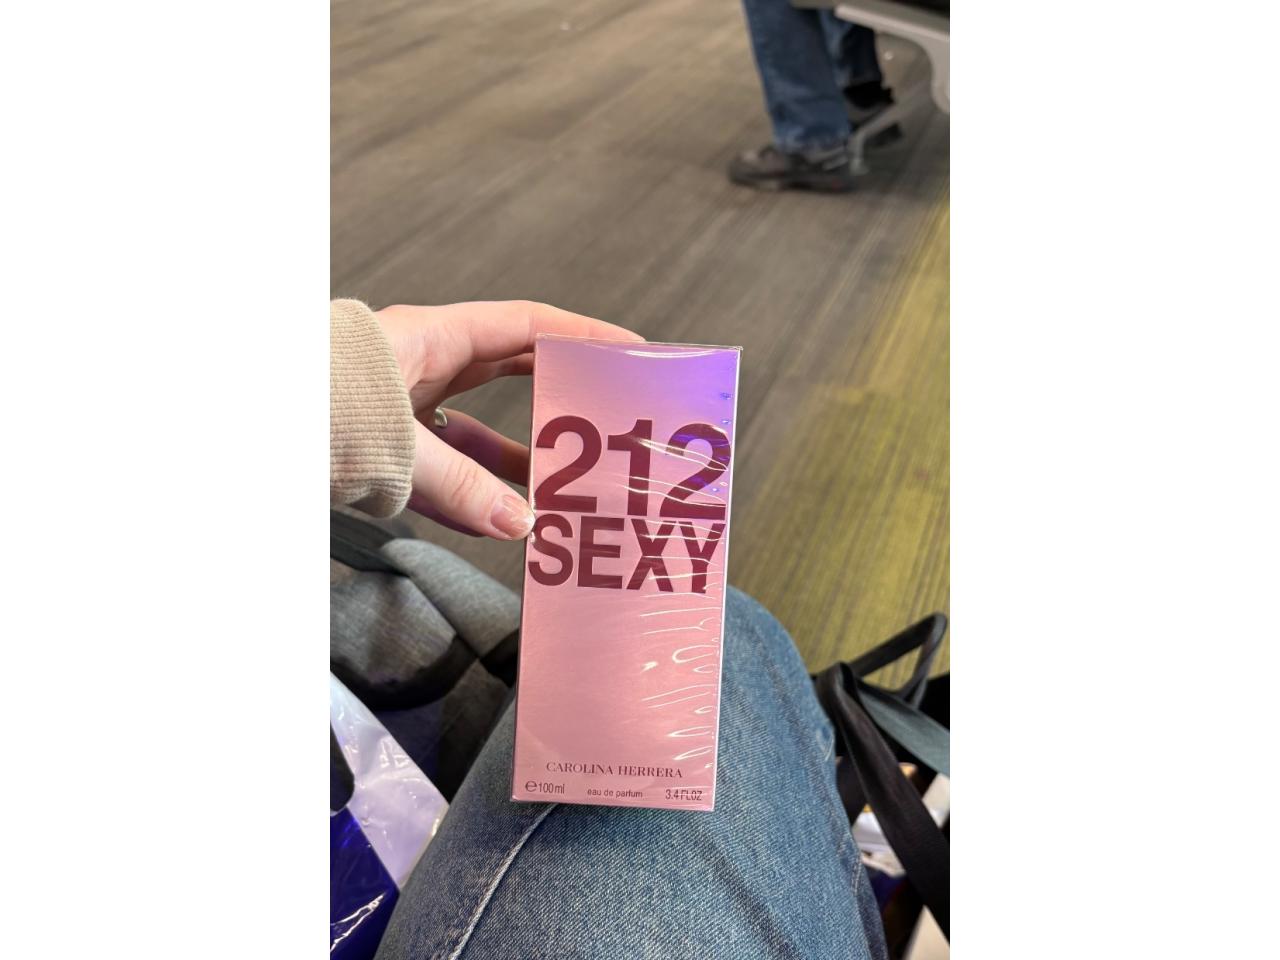 212
SEXY
CAROLINA HERRERA
℮100ml eau de parfum 3.4 FL.OZ